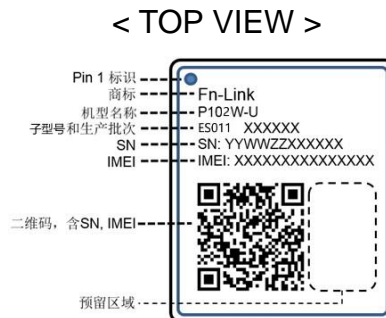 < TOP VIEW >
Pin 1 标识
商标
Fn-Link
机型名称
P102W-U
子型号和生产批次
ES011 XXXXXX
SN
SN: YYWWZZXXXXXX
IMEI
IMEI: XXXXXXXXXXXXXXX
二维码，含SN, IMEI
预留区域